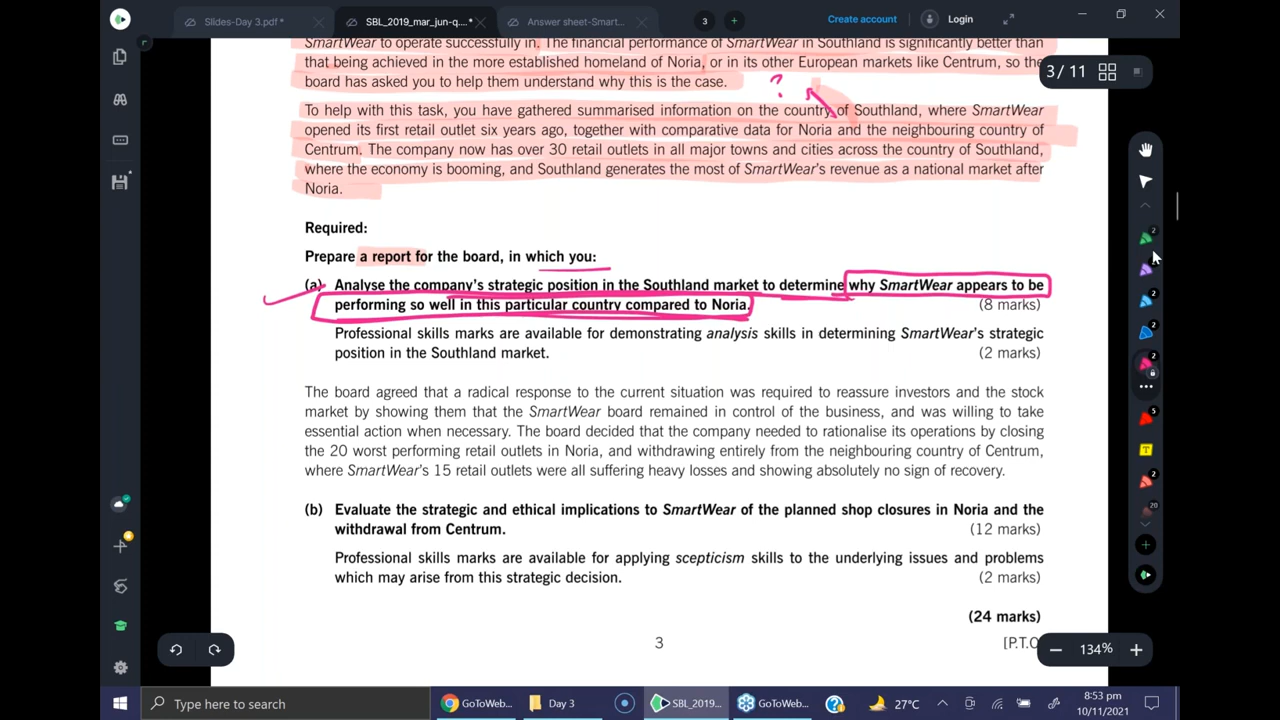 Slides-Day 3.pdf*
SBL_2019_mar_jun-q....*
Answer sheet-Smart...
3
Create account
Login
SmartWear to operate successfully in. The financial performance of SmartWear in Southland is significantly better than
that being achieved in the more established homeland of Noria, or in its other European markets like Centrum, so the
board has asked you to help them understand why this is the case.
?
3/11
To help with this task, you have gathered summarised information on the country of Southland, where SmartWear
opened its first retail outlet six years ago, together with comparative data for Noria and the neighbouring country of
Centrum. The company now has over 30 retail outlets in all major towns and cities across the country of Southland,
where the economy is booming, and Southland generates the most of SmartWear's revenue as a national market after
Noria.
Required:
Prepare a report for the board, in which you:
(a) Analyse the company's strategic position in the Southland market to determine why SmartWear appears to be
performing so well in this particular country compared to Noria. (8 marks)
Professional skills marks are available for demonstrating analysis skills in determining SmartWear's strategic
position in the Southland market. (2 marks)
The board agreed that a radical response to the current situation was required to reassure investors and the stock
market by showing them that the SmartWear board remained in control of the business, and was willing to take
essential action when necessary. The board decided that the company needed to rationalise its operations by closing
the 20 worst performing retail outlets in Noria, and withdrawing entirely from the neighbouring country of Centrum,
where SmartWear's 15 retail outlets were all suffering heavy losses and showing absolutely no sign of recovery.
(b) Evaluate the strategic and ethical implications to SmartWear of the planned shop closures in Noria and the
withdrawal from Centrum. (12 marks)
Professional skills marks are available for applying scepticism skills to the underlying issues and problems
which may arise from this strategic decision. (2 marks)
(24 marks)
3
[P.T.O
134%
2
2
2
2
2
5
T
2
20
Type here to search
GoToWeb...
Day 3
SBL_2019...
GoToWeb...
27°C
8:53 pm
10/11/2021